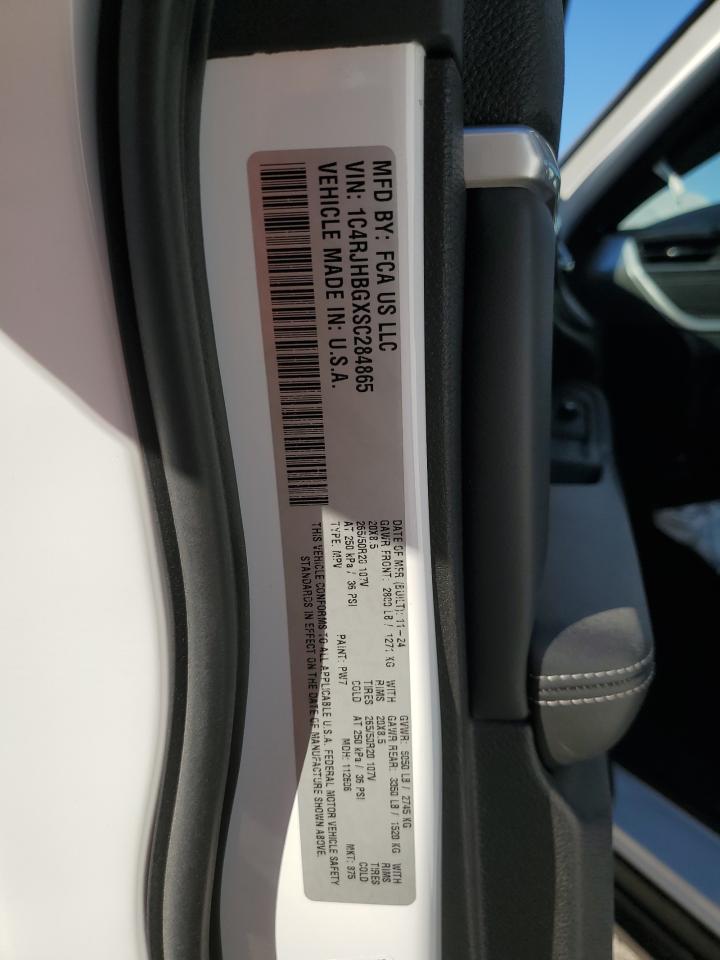 MFD BY: FCA US LLC
VIN: 1C4RJHBGXSC284865
VEHICLE MADE IN: U.S.A.
DATE OF MFR (BUILT): 11-24 GVWR: 6050 LB / 2745 KG
GAWR FRONT: 2800 LB / 1271 KG WITH GAWR REAR: 3350 LB / 1520 KG WITH
20X8.5 RIMS 20X8.5 RIMS
265/50R20 107V TIRES 265/50R20 107V TIRES
AT 250 kPa / 36 PSI COLD AT 250 kPa / 36 PSI COLD
TYPE: MPV PAINT: PW7 MDH: 112606 MKT: 975
THIS VEHICLE CONFORMS TO ALL APPLICABLE U.S.A. FEDERAL MOTOR VEHICLE SAFETY
STANDARDS IN EFFECT ON THE DATE OF MANUFACTURE SHOWN ABOVE.